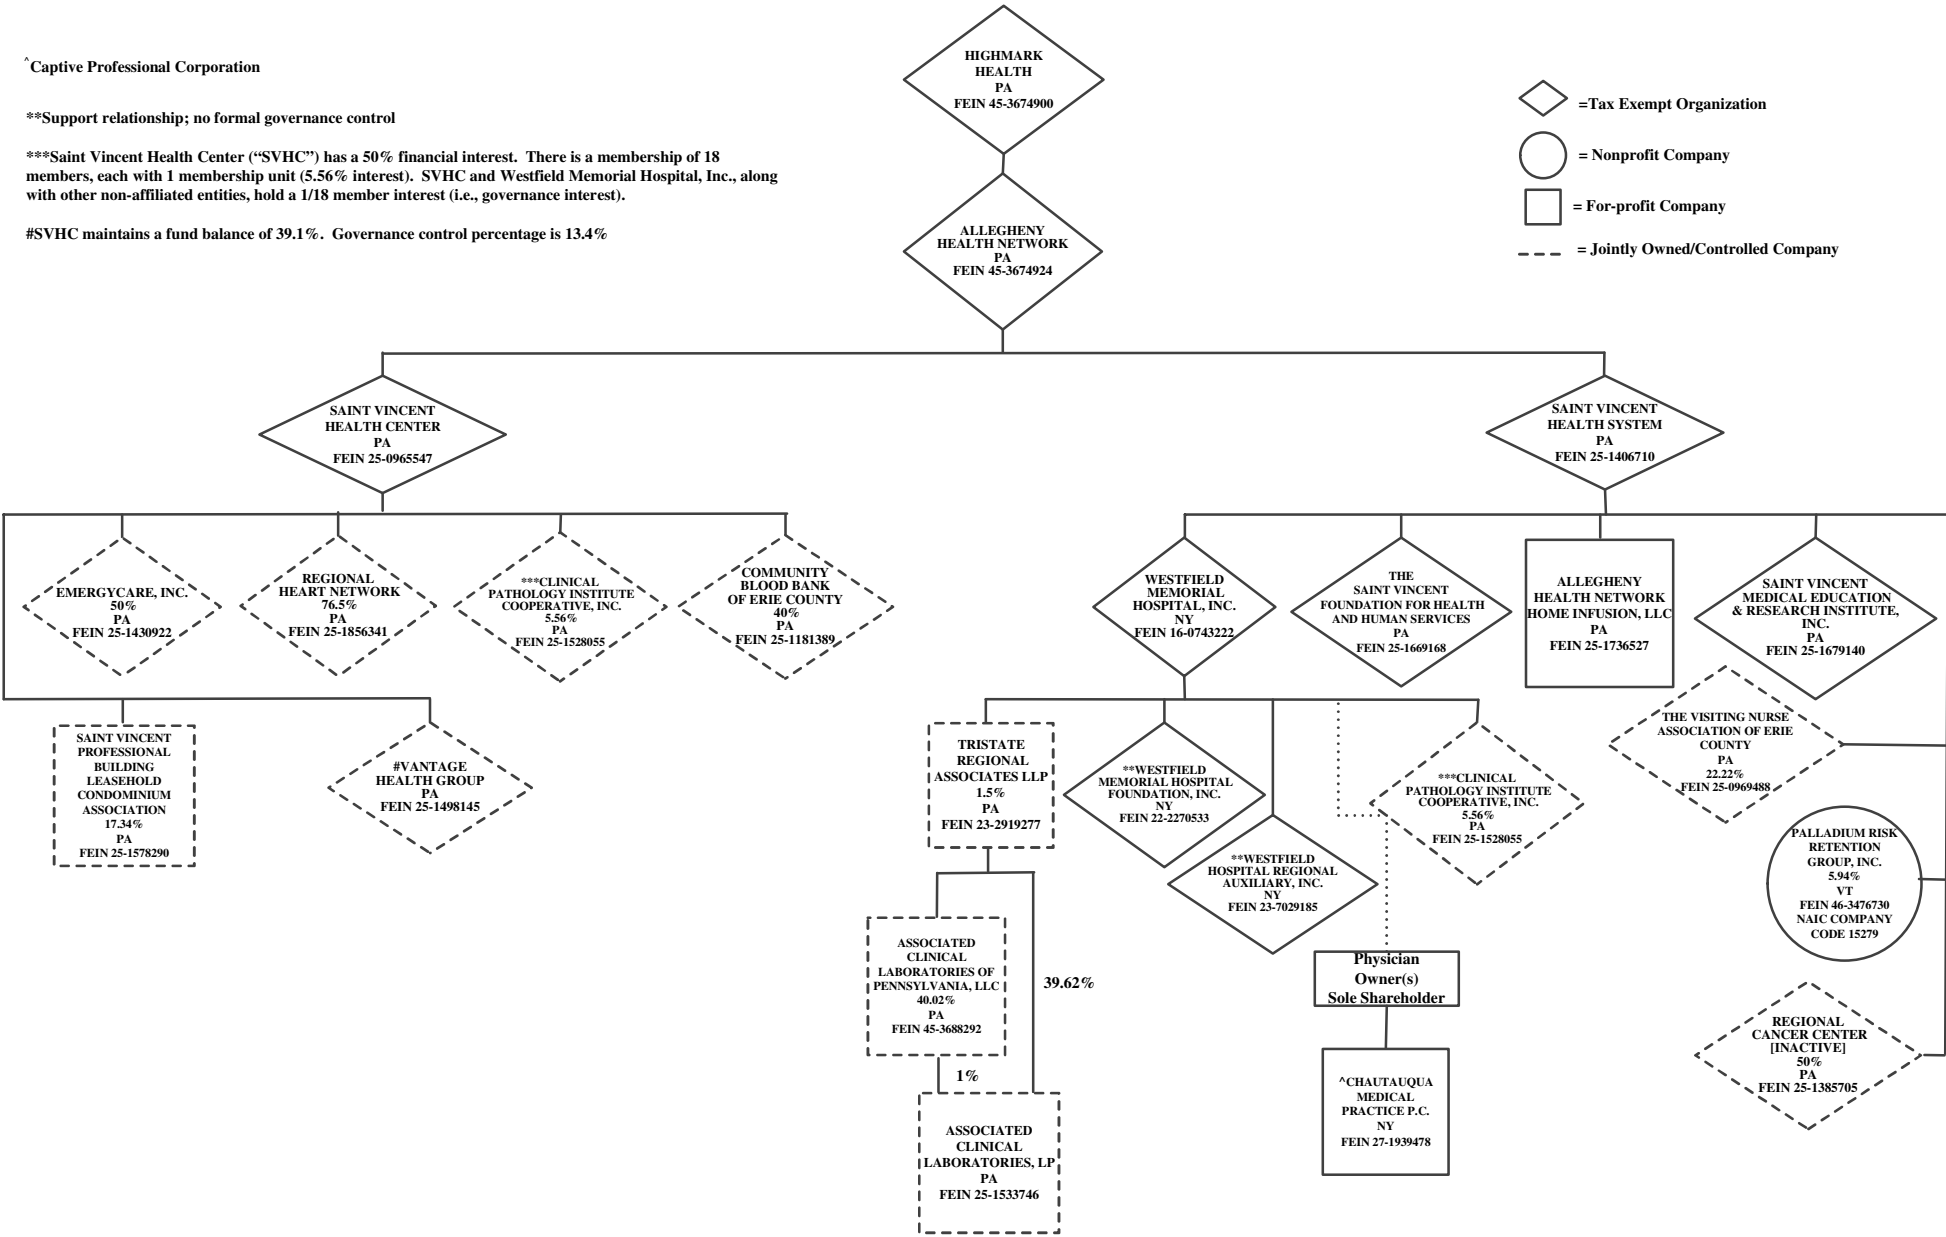 ^Captive Professional Corporation
**Support relationship; no formal governance control
***Saint Vincent Health Center (“SVHC”) has a 50% financial interest.  There is a membership of 18
members, each with 1 membership unit (5.56% interest).  SVHC and Westfield Memorial Hospital, Inc., along
with other non-affiliated entities, hold a 1/18 member interest (i.e., governance interest).
#SVHC maintains a fund balance of 39.1%.  Governance control percentage is 13.4%
HIGHMARK
HEALTH
PA
FEIN 45-3674900
=Tax Exempt Organization
= Nonprofit Company
= For-profit Company
= Jointly Owned/Controlled Company
ALLEGHENY
HEALTH NETWORK
PA
FEIN 45-3674924
SAINT VINCENT
HEALTH CENTER
PA
FEIN 25-0965547
SAINT VINCENT
HEALTH SYSTEM
PA
FEIN 25-1406710
EMERGYCARE, INC.
50%
PA
FEIN 25-1430922
REGIONAL
HEART NETWORK
76.5%
PA
FEIN 25-1856341
***CLINICAL
PATHOLOGY INSTITUTE
COOPERATIVE, INC.
5.56%
PA
FEIN 25-1528055
COMMUNITY
BLOOD BANK
OF ERIE COUNTY
40%
PA
FEIN 25-1181389
WESTFIELD
MEMORIAL
HOSPITAL, INC.
NY
FEIN 16-0743222
THE
SAINT VINCENT
FOUNDATION FOR HEALTH
AND HUMAN SERVICES
PA
FEIN 25-1669168
ALLEGHENY
HEALTH NETWORK
HOME INFUSION, LLC
PA
FEIN 25-1736527
SAINT VINCENT
MEDICAL EDUCATION
& RESEARCH INSTITUTE,
INC.
PA
FEIN 25-1679140
SAINT VINCENT
PROFESSIONAL
BUILDING
LEASEHOLD
CONDOMINIUM
ASSOCIATION
17.34%
PA
FEIN 25-1578290
#VANTAGE
HEALTH GROUP
PA
FEIN 25-1498145
TRISTATE
REGIONAL
ASSOCIATES LLP
1.5%
PA
FEIN 23-2919277
**WESTFIELD
MEMORIAL HOSPITAL
FOUNDATION, INC.
NY
FEIN 22-2270533
**WESTFIELD
HOSPITAL REGIONAL
AUXILIARY, INC.
NY
FEIN 23-7029185
***CLINICAL
PATHOLOGY INSTITUTE
COOPERATIVE, INC.
5.56%
PA
FEIN 25-1528055
THE VISITING NURSE
ASSOCIATION OF ERIE
COUNTY
PA
22.22%
FEIN 25-0969488
PALLADIUM RISK
RETENTION
GROUP, INC.
5.94%
VT
FEIN 46-3476730
NAIC COMPANY
CODE 15279
ASSOCIATED
CLINICAL
LABORATORIES OF
PENNSYLVANIA, LLC
40.02%
PA
FEIN 45-3688292
39.62%
1%
ASSOCIATED
CLINICAL
LABORATORIES, LP
PA
FEIN 25-1533746
Physician
Owner(s)
Sole Shareholder
^CHAUTAUQUA
MEDICAL
PRACTICE P.C.
NY
FEIN 27-1939478
REGIONAL
CANCER CENTER
[INACTIVE]
50%
PA
FEIN 25-1385705